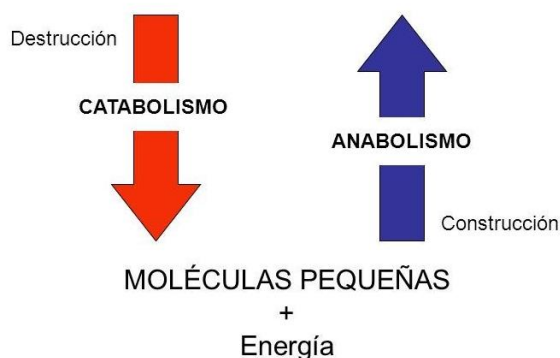 Destrucción
CATABOLISMO
ANABOLISMO
Construcción
MOLÉCULAS PEQUEÑAS
+
Energía